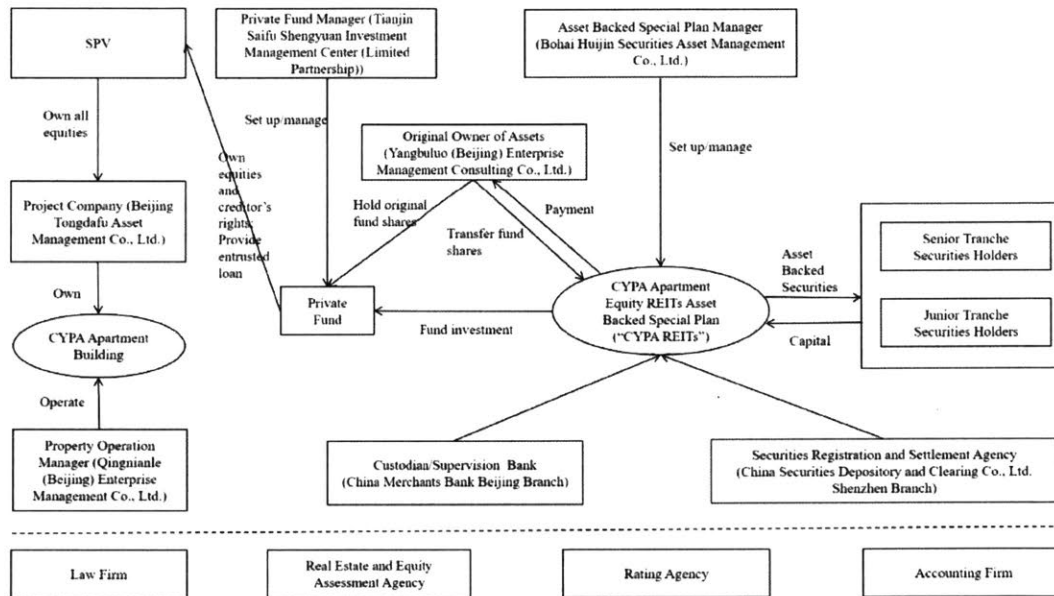 SPV
Private Fund Manager (Tianjin
Saifu Shengyuan Investment
Management Center (Limited
Partnership))
Asset Backed Special Plan Manager
(Bohai Huijin Securities Asset Management
Co., Ltd.)
Own all
equities
Set up/manage
Original Owner of Assets
(Yangbuluo (Beijing) Enterprise
Management Consulting Co., Ltd.)
Set up/manage
Own
equities
and
creditor's
rights;
Provide
entrusted
loan
Project Company (Beijing
Tongdafu Asset
Management Co., Ltd.)
Hold original
fund shares
Payment
Transfer fund
shares
Asset
Backed
Securities
Senior Tranche
Securities Holders
Own
Private
Fund
Fund investment
CYPA Apartment
Equity REITs Asset
Backed Special Plan
("CYPA REITs")
Capital
Junior Tranche
Securities Holders
CYPA Apartment
Building
Operate
Property Operation
Manager (Qingnianle
(Beijing) Enterprise
Management Co., Ltd.)
Custodian/Supervision Bank
(China Merchants Bank Beijing Branch)
Securities Registration and Settlement Agency
(China Securities Depository and Clearing Co., Ltd.
Shenzhen Branch)
Law Firm
Real Estate and Equity
Assessment Agency
Rating Agency
Accounting Firm